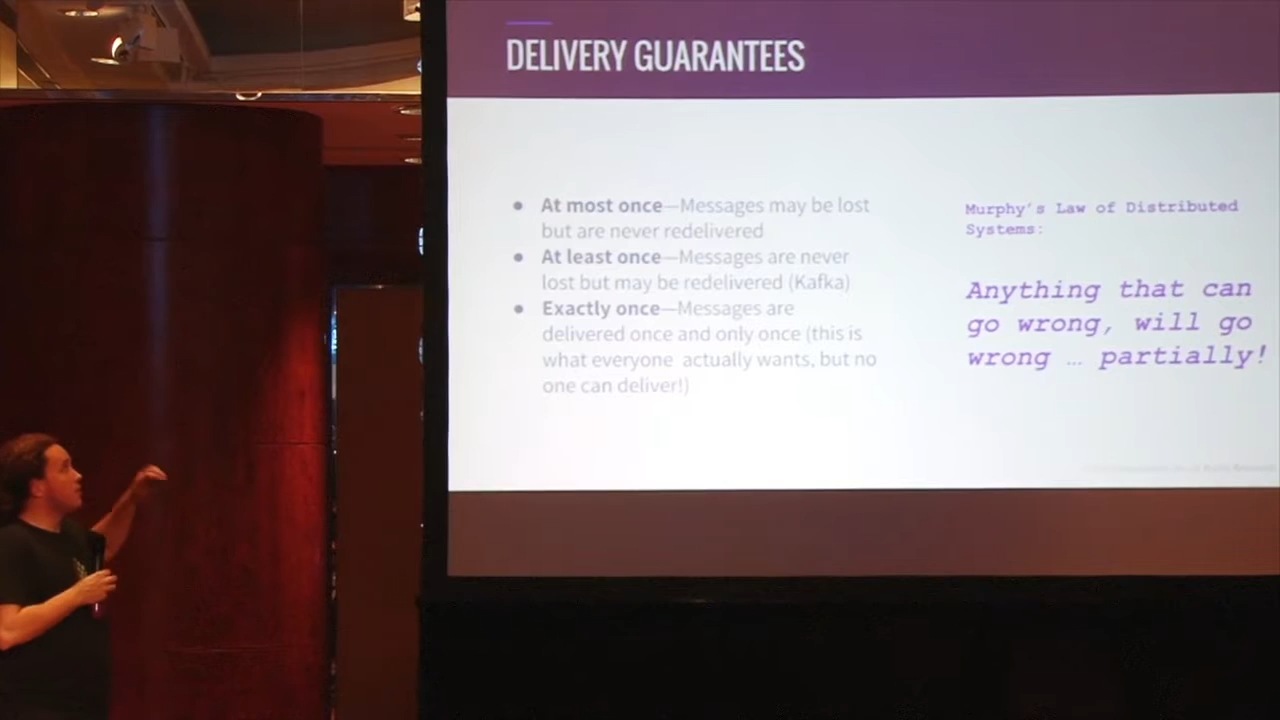 DELIVERY GUARANTEES
● At most once—Messages may be lost
but are never redelivered
● At least once—Messages are never
lost but may be redelivered (Kafka)
● Exactly once—Messages are
delivered once and only once (this is
what everyone actually wants, but no
one can deliver!)
Murphy's Law of Distributed
Systems:
Anything that can
go wrong, will go
wrong … partially!